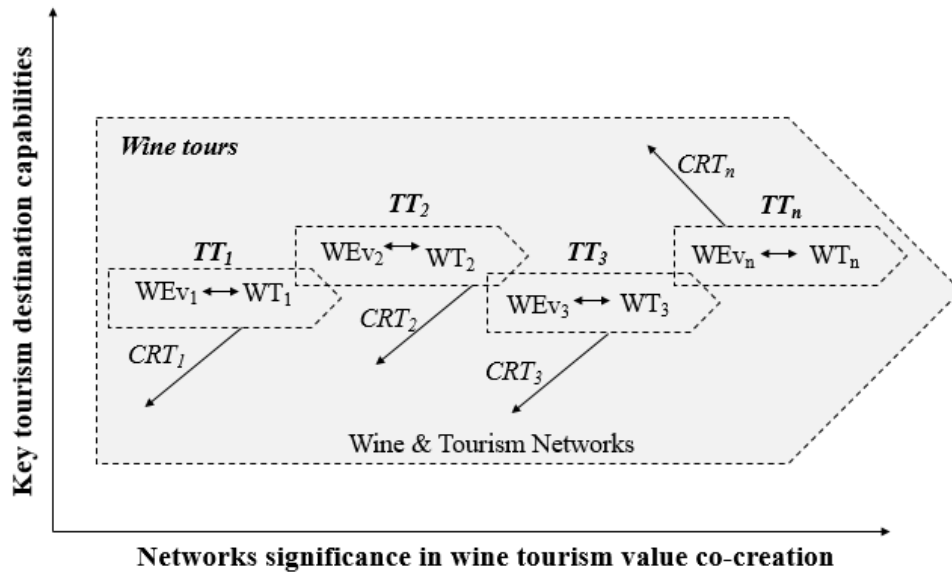 Key tourism destination capabilities
Wine tours
CRTₙ
TT₂
TTₙ
TT₁
TT₃
WEv₂ WT₂
WEvₙ WTₙ
WEv₁ WT₁
WEv₃ WT₃
CRT₂
CRT₁
CRT₃
Wine & Tourism Networks
Networks significance in wine tourism value co-creation